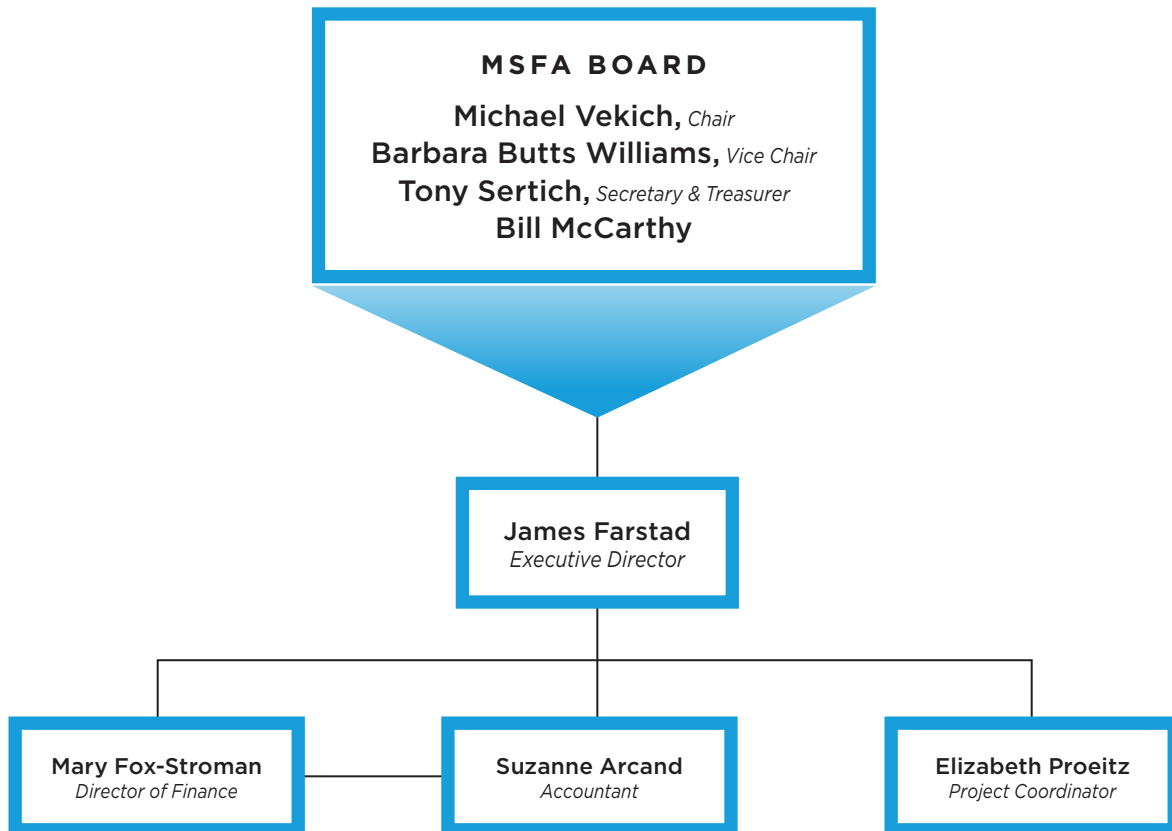 MSFA BOARD
Michael Vekich, Chair
Barbara Butts Williams, Vice Chair
Tony Sertich, Secretary & Treasurer
Bill McCarthy
James Farstad
Executive Director
Mary Fox-Stroman
Director of Finance
Suzanne Arcand
Accountant
Elizabeth Proeitz
Project Coordinator